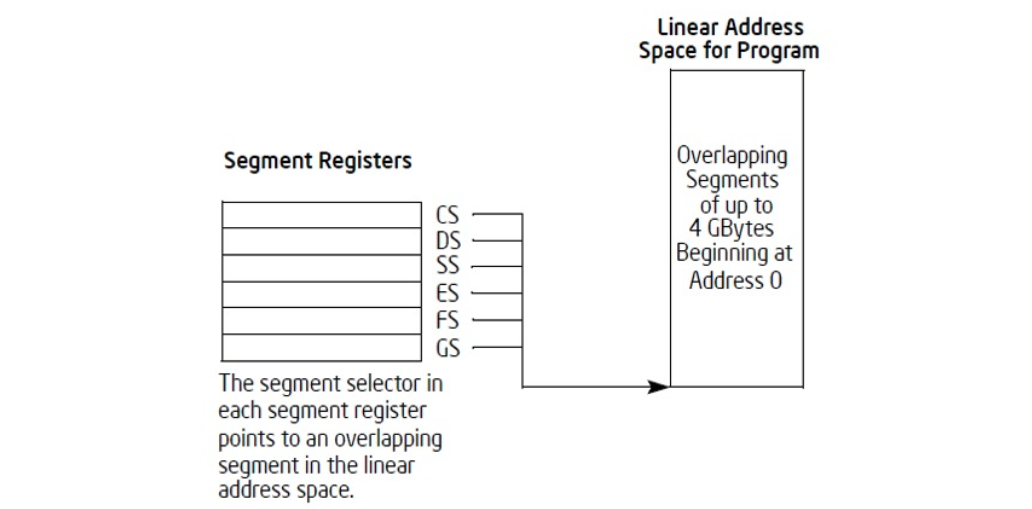 Linear Address
Space for Program
Overlapping
Segments
of up to
4 GBytes
Beginning at
Address 0
Segment Registers
CS
DS
SS
ES
FS
GS
The segment selector in
each segment register
points to an overlapping
segment in the linear
address space.